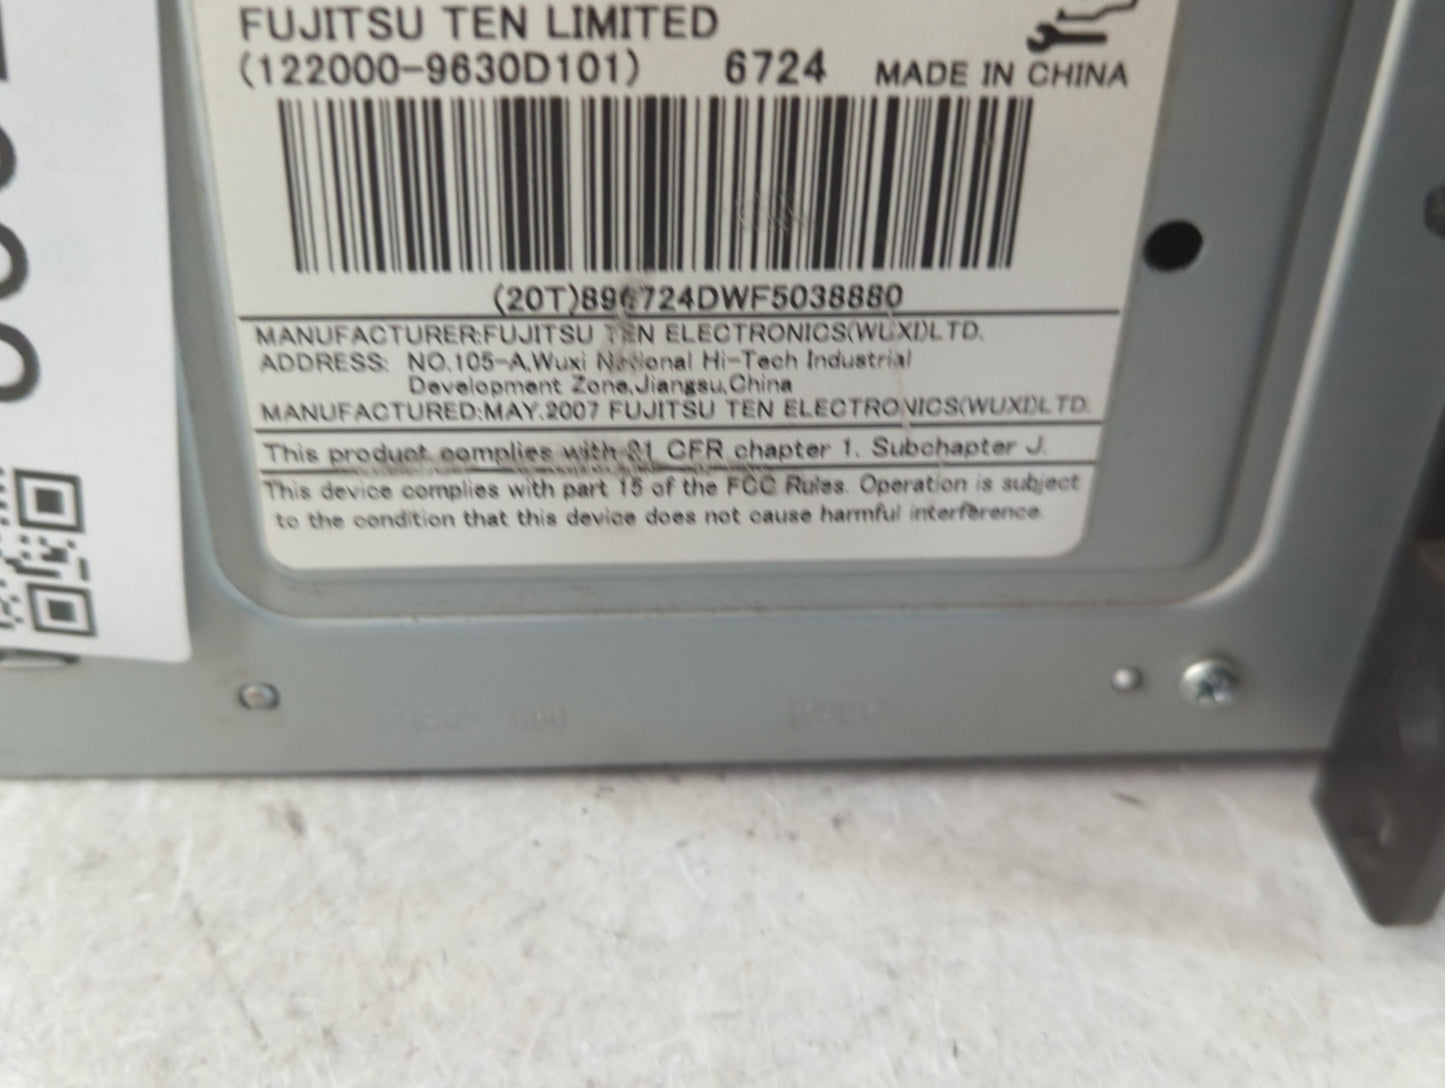 FUJITSU TEN LIMITED
(122000-9630D101) 6724 MADE IN CHINA
(20T)896724DWF5038880
MANUFACTURER:FUJITSU TEN ELECTRONICS(WUXI)LTD.
ADDRESS: NO.105-A,Wuxi National Hi-Tech Industrial
Development Zone,Jiangsu,China
MANUFACTURED:MAY.2007 FUJITSU TEN ELECTRONICS(WUXI)LTD.
This product complies with 21 CFR chapter 1. Subchapter J.
This device complies with part 15 of the FCC Rules. Operation is subject
to the condition that this device does not cause harmful interference.